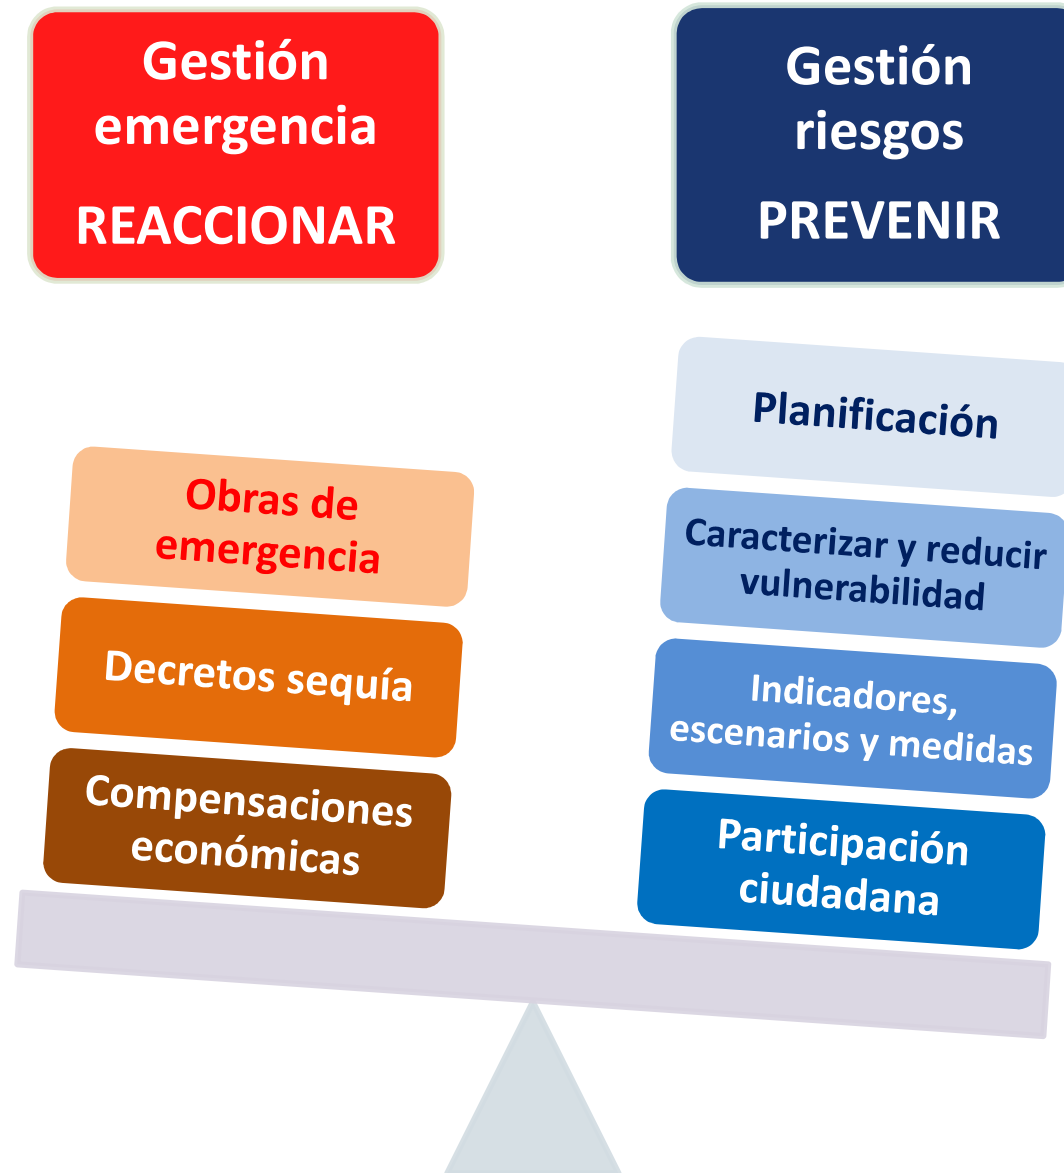 Gestión
emergencia
REACCIONAR
Gestión
riesgos
PREVENIR
Obras de
emergencia
Decretos sequía
Compensaciones
económicas
Planificación
Caracterizar y reducir
vulnerabilidad
Indicadores,
escenarios y medidas
Participación
ciudadana